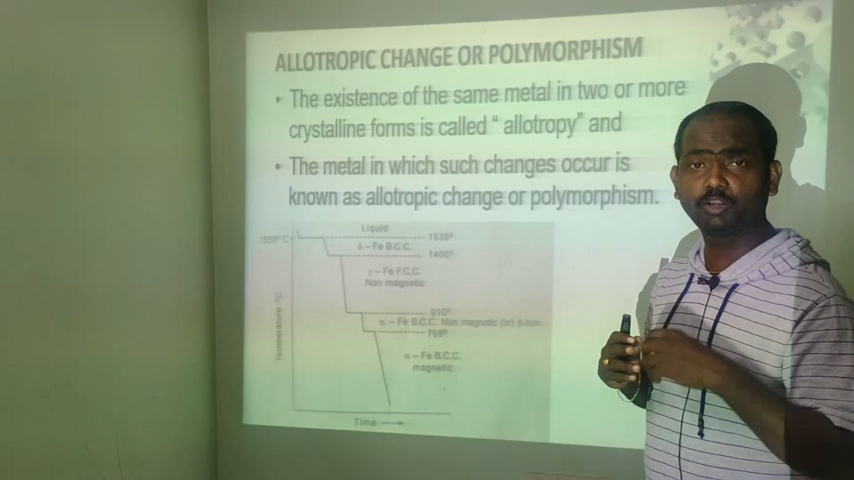 ALLOTROPIC CHANGE OR POLYMORPHISM
• The existence of the same metal in two or more
crystalline forms is called " allotropy" and
• The metal in which such changes occur is
known as allotropic change or polymorphism.
Liquid
1539° C
1539°
δ – Fe B.C.C.
1400°
γ – Fe F.C.C.
Non magnetic
910°
α – Fe B.C.C. Non magnetic (or) β-Iron
768°
α – Fe B.C.C.
magnetic
Temperature °C
Time